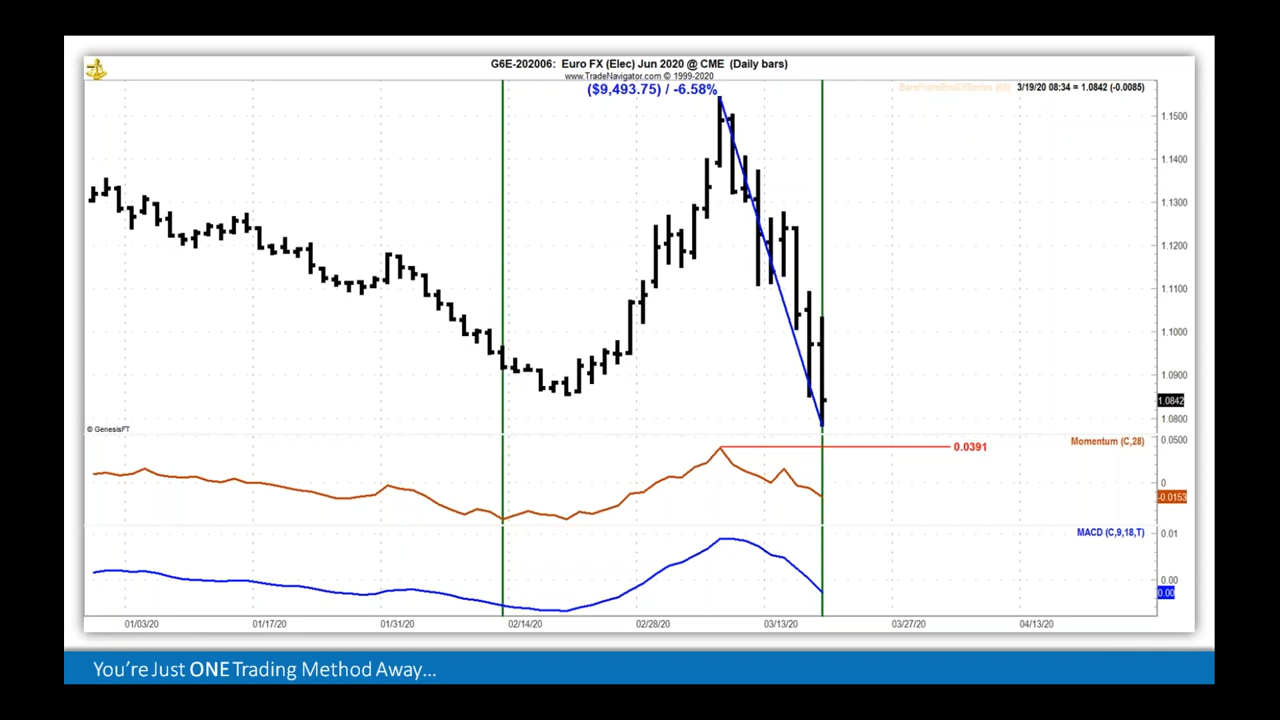 G6E-202006: Euro FX (Elec) Jun 2020 @ CME (Daily bars)
www.TradeNavigator.com © 1999-2020
($9,493.75) / -6.58%
BarsFromEndOfSeries (60)
3/19/20 08:34 = 1.0842 (-0.0085)
1.1500
1.1400
1.1300
1.1200
1.1100
1.1000
1.0900
1.0842
1.0800
© GenesisFT
Momentum (C,28)
0.0500
0.0391
0
-0.0153
MACD (C,9,18,T)
0.01
0.00
0.00
01/03/20
01/17/20
01/31/20
02/14/20
02/28/20
03/13/20
03/27/20
04/13/20
You're Just ONE Trading Method Away...